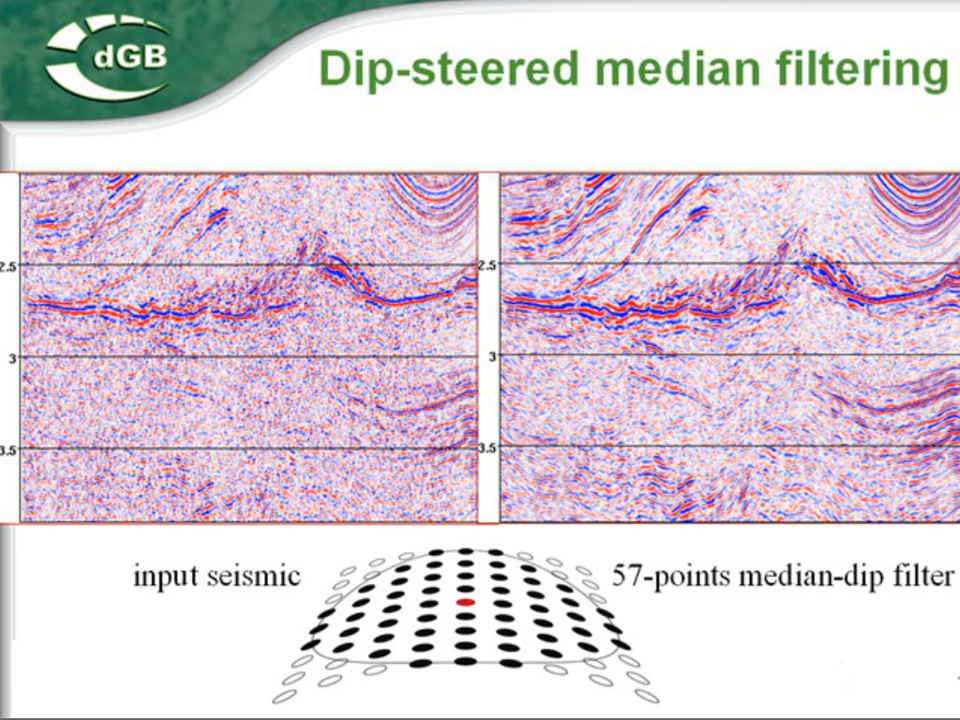 dGB
Dip-steered median filtering
2.5
2.5
3
3
3.5
3.5
input seismic
57-points median-dip filter